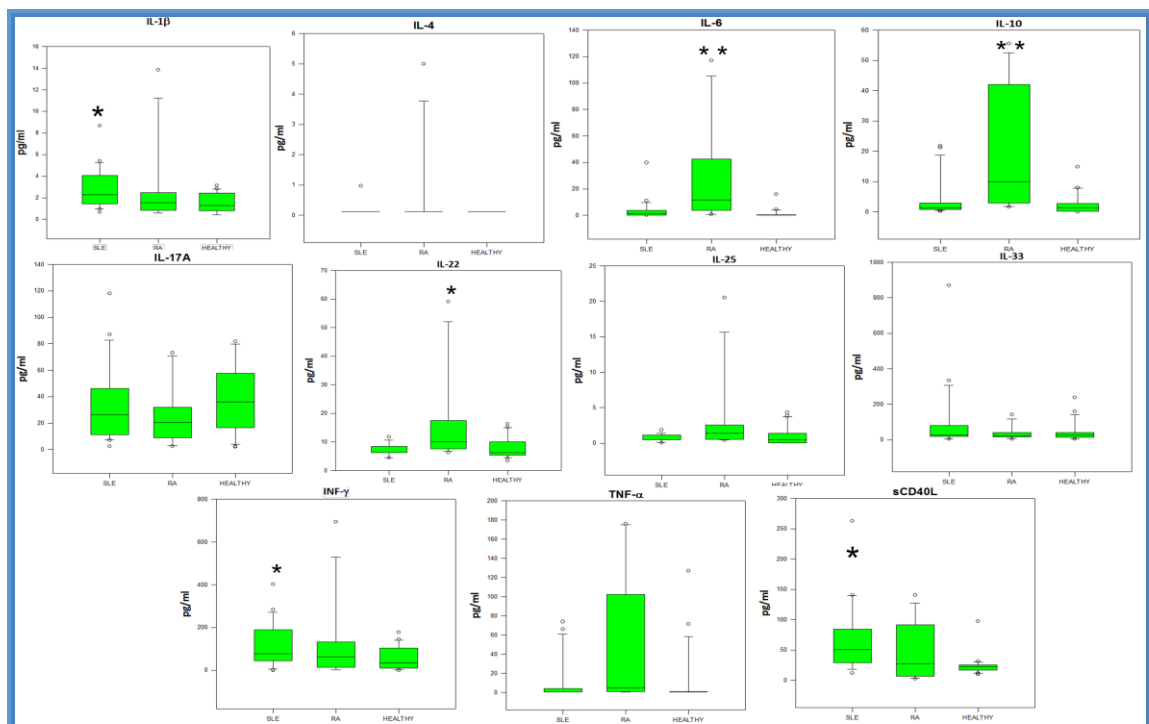 IL-1β
IL-4
IL-6
IL-10
pg/ml
16
14
12
10
8
6
4
2
0
*
SLE
RA
HEALTHY
pg/ml
6
5
4
3
2
1
0
SLE
RA
HEALTHY
pg/ml
140
120
100
80
60
40
20
0
* *
SLE
RA
HEALTHY
pg/ml
60
50
40
30
20
10
0
* *
SLE
RA
HEALTHY
IL-17A
IL-22
IL-25
IL-33
pg/ml
140
120
100
80
60
40
20
0
SLE
RA
HEALTHY
pg/ml
70
60
50
40
30
20
10
0
*
SLE
RA
HEALTHY
pg/ml
25
20
15
10
5
0
SLE
RA
HEALTHY
pg/ml
1000
800
600
400
200
0
SLE
RA
HEALTHY
INF-γ
TNF-α
sCD40L
pg/ml
800
600
400
200
0
*
SLE
RA
HEALTHY
pg/ml
200
180
160
140
120
100
80
60
40
20
0
SLE
RA
HEALTHY
pg/ml
300
250
200
150
100
50
0
*
SLE
RA
HEALTHY